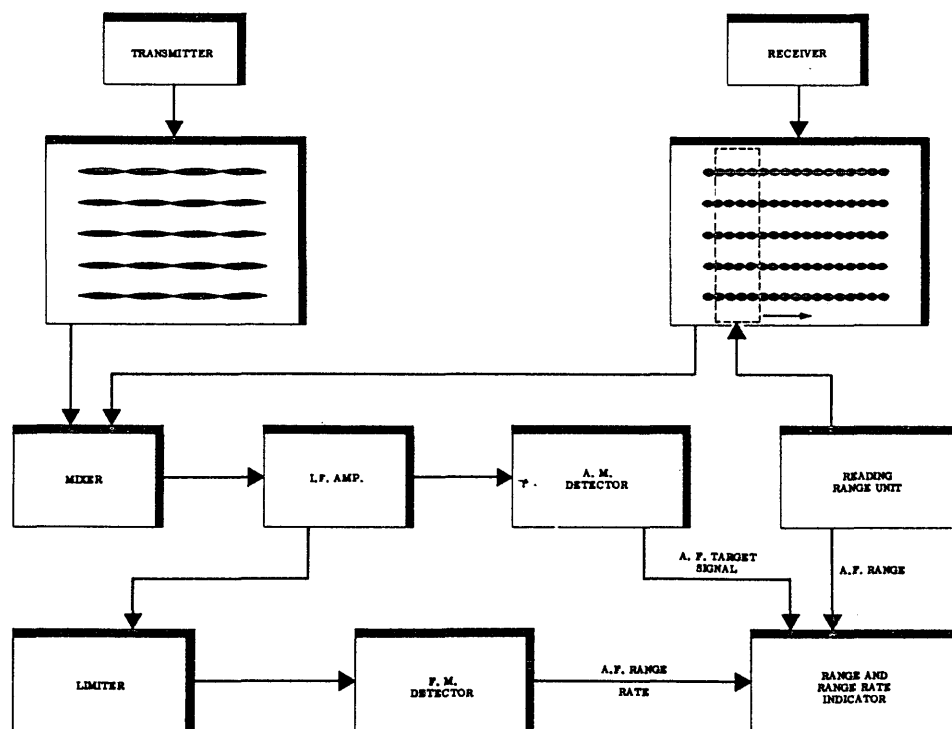 TRANSMITTER
RECEIVER
MIXER
I.F. AMP.
A. M.
DETECTOR
READING
RANGE UNIT
A. F. TARGET
SIGNAL
A.F. RANGE
LIMITER
F. M.
DETECTOR
A.F. RANGE
RATE
RANGE AND
RANGE RATE
INDICATOR